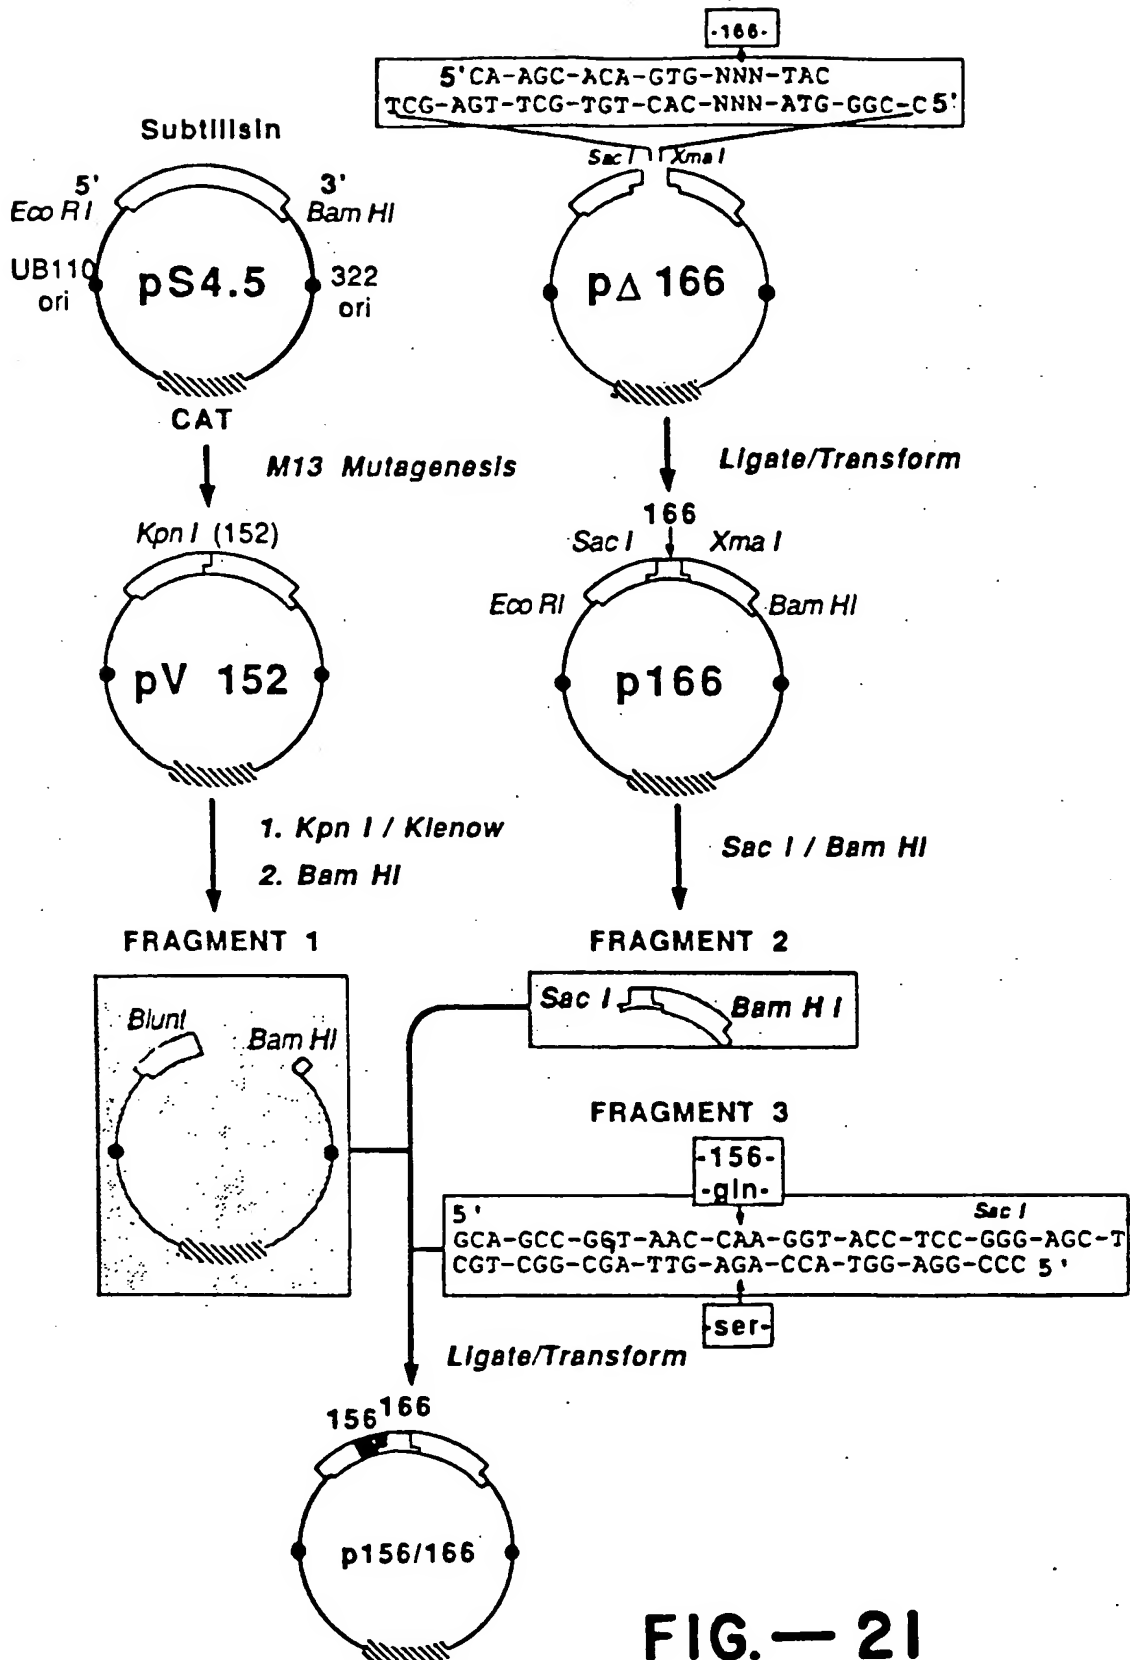 -166-
5'CA-AGC-ACA-GTG-NNN-TAC
TCG-AGT-TCG-TGT-CAC-NNN-ATG-GGC-C5'
Sac I
Xma I
Subtilisin
5'
3'
Eco RI
Bam HI
UB110
ori
322
ori
pS4.5
CAT
pΔ 166
M13 Mutagenesis
Ligate/Transform
Kpn I (152)
pV 152
166
Sac I
Xma I
Eco RI
Bam HI
p166
1. Kpn I / Klenow
2. Bam HI
Sac I / Bam HI
FRAGMENT 1
Blunt
Bam HI
FRAGMENT 2
Sac I
Bam H I
FRAGMENT 3
-156-
-gln-
5'
Sac I
GCA-GCC-GGT-AAC-CAA-GGT-ACC-TCC-GGG-AGC-T
CGT-CGG-CGA-TTG-AGA-CCA-TGG-AGG-CCC 5'
-ser-
Ligate/Transform
156 166
p156/166
FIG.— 21